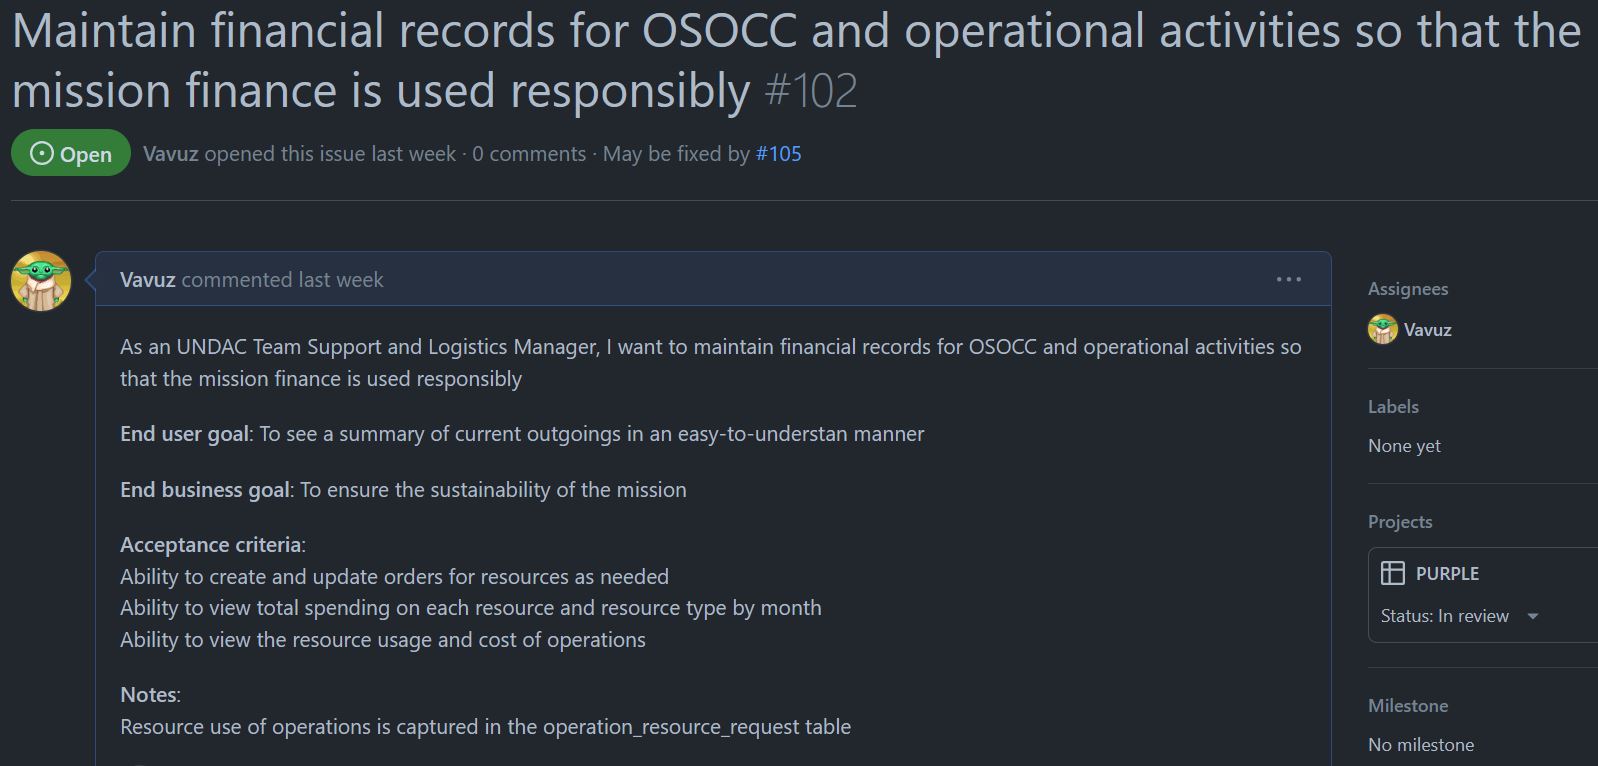 Maintain financial records for OSOCC and operational activities so that the
mission finance is used responsibly #102
Open Vavuz opened this issue last week · 0 comments · May be fixed by #105
Vavuz commented last week
As an UNDAC Team Support and Logistics Manager, I want to maintain financial records for OSOCC and operational activities so
that the mission finance is used responsibly
End user goal: To see a summary of current outgoings in an easy-to-understan manner
End business goal: To ensure the sustainability of the mission
Acceptance criteria:
Ability to create and update orders for resources as needed
Ability to view total spending on each resource and resource type by month
Ability to view the resource usage and cost of operations
Notes:
Resource use of operations is captured in the operation_resource_request table
Assignees
Vavuz
Labels
None yet
Projects
PURPLE
Status: In review
Milestone
No milestone